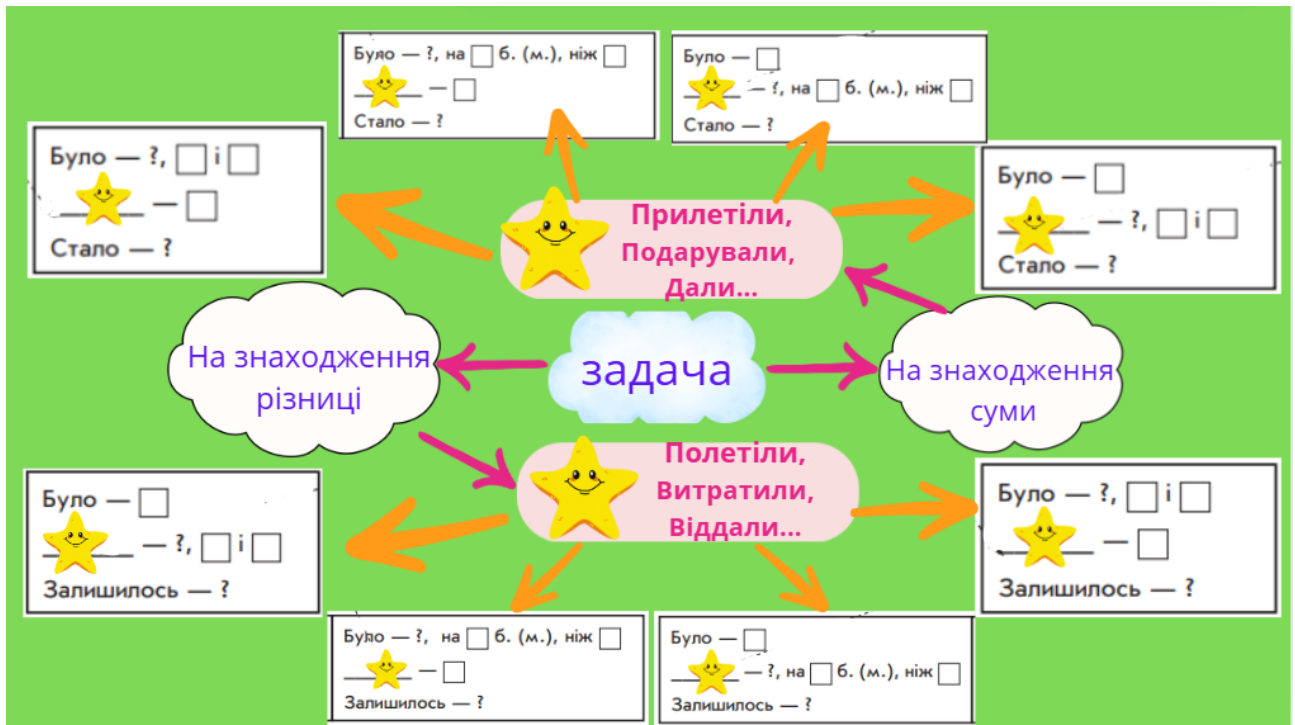 Було — ?, на □ б. (м.), ніж □
— □
Стало — ?
Було — □
— ?, на □ б. (м.), ніж □
Стало — ?
Було — ?, □ і □
— □
Стало — ?
Прилетіли,
Подарували,
Дали...
Було — □
— ?, □ і □
Стало — ?
На знаходження
різниці
задача
На знаходження
суми
Було — □
— ?, □ і □
Залишилось — ?
Полетіли,
Витратили,
Віддали...
Було — ?, □ і □
— □
Залишилось — ?
Було — ?, на □ б. (м.), ніж □
— □
Залишилось — ?
Було — □
— ?, на □ б. (м.), ніж □
Залишилось — ?